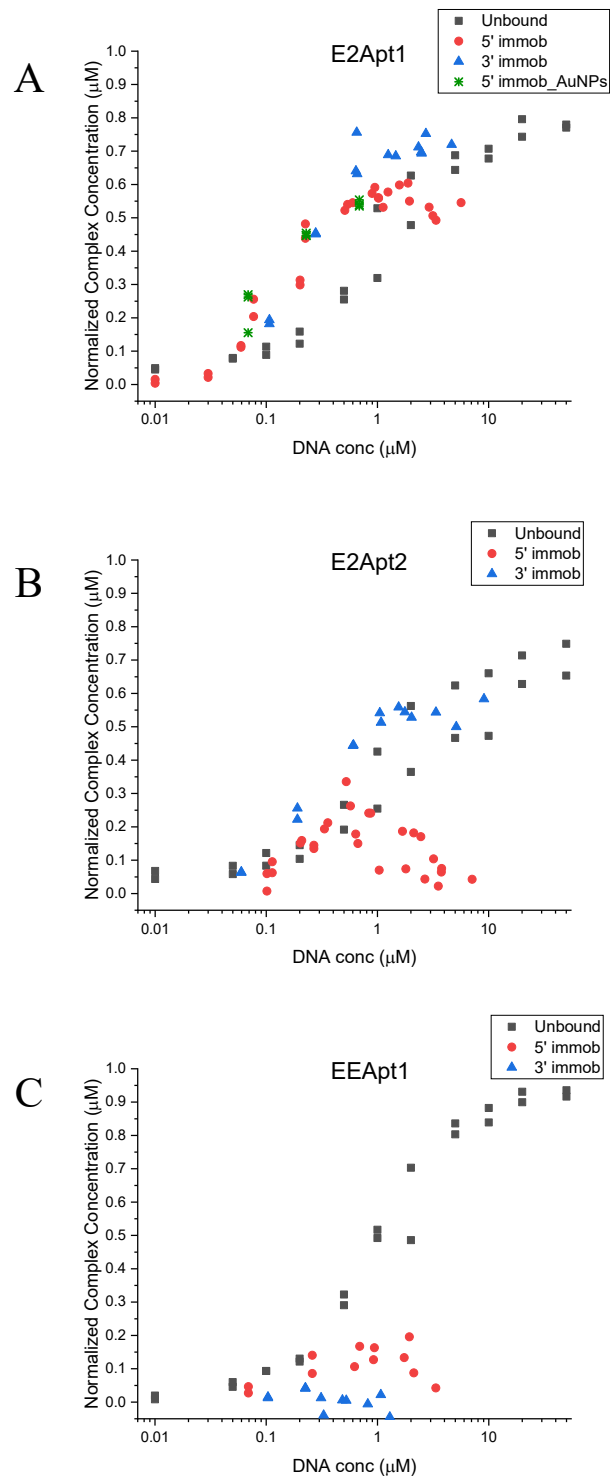 A
E2Apt1
Unbound
5' immob
3' immob
5' immob_AuNPs
Normalized Complex Concentration (μM)
1.0
0.9
0.8
0.7
0.6
0.5
0.4
0.3
0.2
0.1
0.0
0.01
0.1
1
10
DNA conc (μM)
B
E2Apt2
Unbound
5' immob
3' immob
Normalized Complex Concentration (μM)
1.0
0.9
0.8
0.7
0.6
0.5
0.4
0.3
0.2
0.1
0.0
0.01
0.1
1
10
DNA conc (μM)
C
EEApt1
Unbound
5' immob
3' immob
Normalized Complex Concentration (μM)
1.0
0.9
0.8
0.7
0.6
0.5
0.4
0.3
0.2
0.1
0.0
0.01
0.1
1
10
DNA conc (μM)